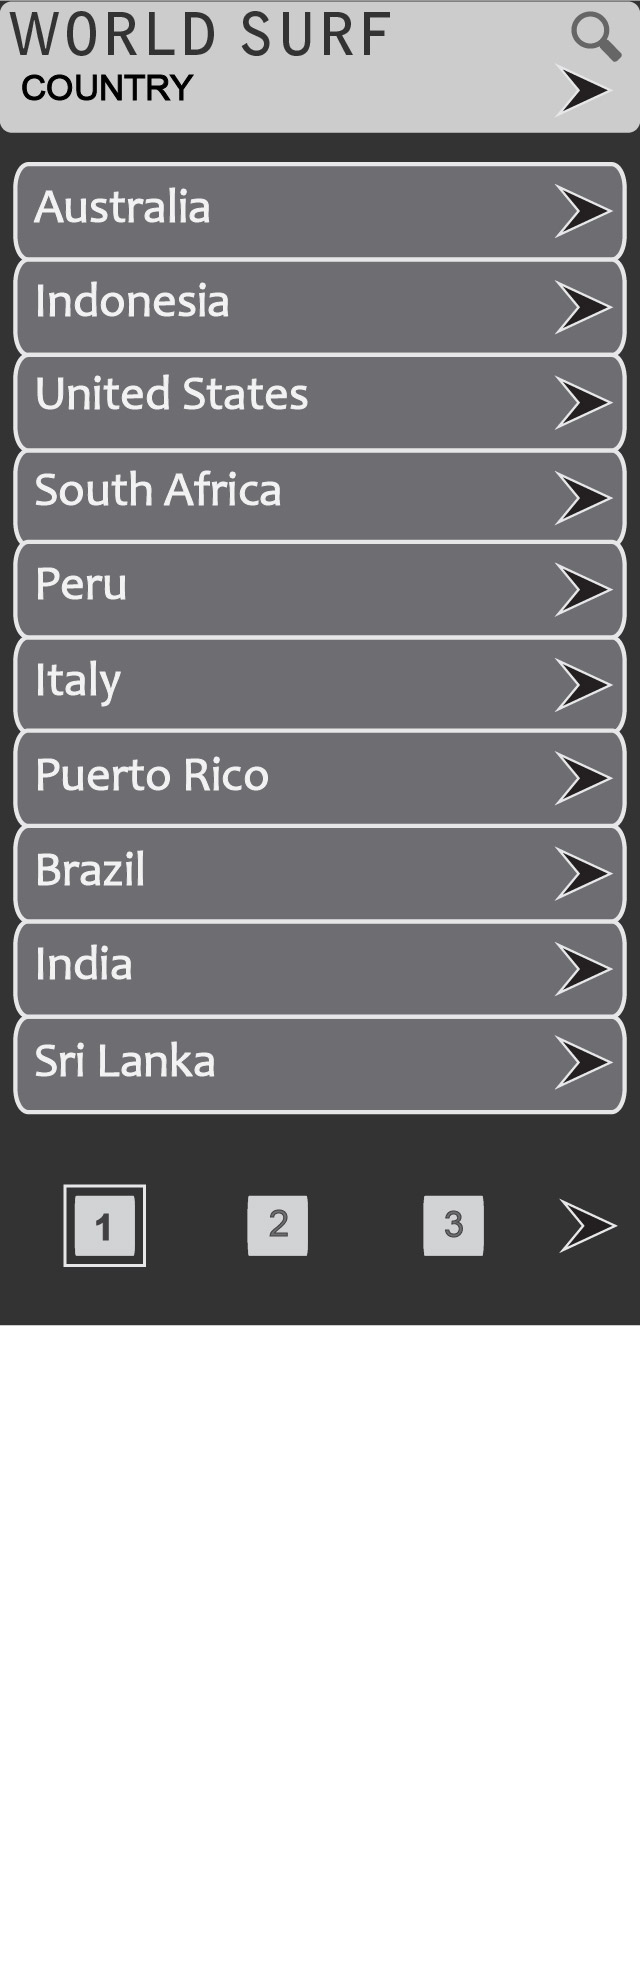 WORLD SURF
COUNTRY
Australia
Indonesia
United States
South Africa
Peru
Italy
Puerto Rico
Brazil
India
Sri Lanka
1 2 3